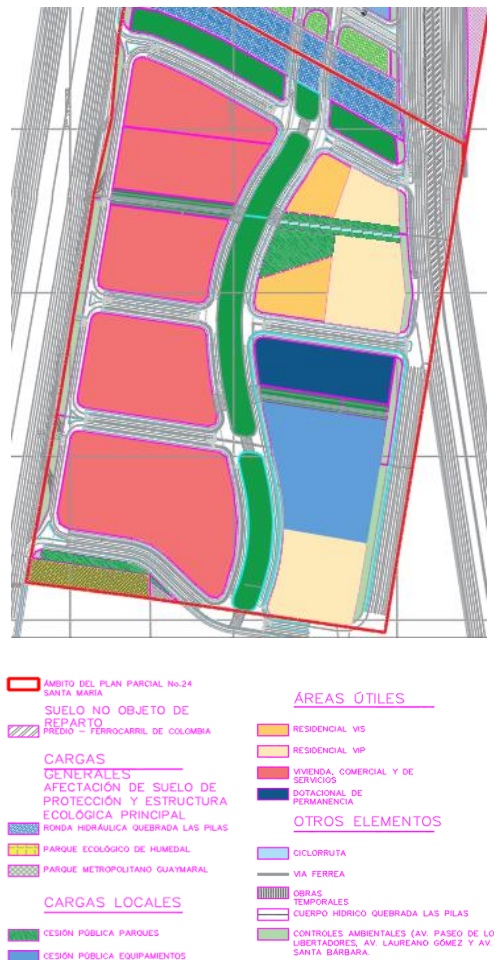 ÁMBITO DEL PLAN PARCIAL No.24
SANTA MARÍA
SUELO NO OBJETO DE
REPARTO
PREDIO – FERROCARRIL DE COLOMBIA
CARGAS
GENERALES
AFECTACIÓN DE SUELO DE
PROTECCIÓN Y ESTRUCTURA
ECOLÓGICA PRINCIPAL
RONDA HIDRÁULICA QUEBRADA LAS PILAS
PARQUE ECOLÓGICO DE HUMEDAL
PARQUE METROPOLITANO GUAYMARAL
CARGAS LOCALES
CESIÓN PÚBLICA PARQUES
CESIÓN PÚBLICA EQUIPAMIENTOS
ÁREAS ÚTILES
RESIDENCIAL VIS
RESIDENCIAL VIP
VIVIENDA, COMERCIAL Y DE
SERVICIOS
DOTACIONAL DE
PERMANENCIA
OTROS ELEMENTOS
CICLORRUTA
VIA FERREA
OBRAS
TEMPORALES
CUERPO HÍDRICO QUEBRADA LAS PILAS
CONTROLES AMBIENTALES (AV. PASEO DE LO
LIBERTADORES, AV. LAUREANO GÓMEZ Y AV
SANTA BÁRBARA.